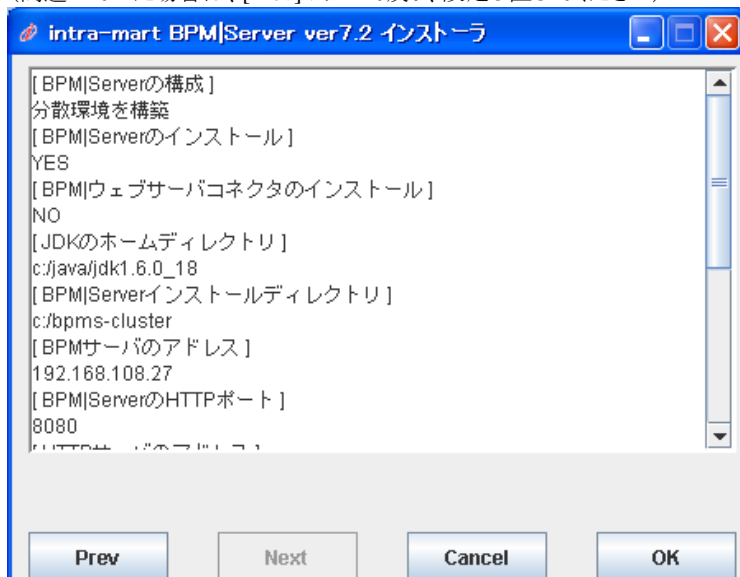 intra-mart BPM|Server ver7.2 インストーラ
[ BPM|Serverの構成 ]
分散環境を構築
[ BPM|Serverのインストール ]
YES
[ BPM|ウェブサーバコネクタのインストール ]
NO
[ JDKのホームディレクトリ ]
c:/java/jdk1.6.0_18
[ BPM|Serverインストールディレクトリ ]
c:/bpms-cluster
[ BPMサーバのアドレス ]
192.168.108.27
[ BPM|ServerのHTTPポート ]
8080
Prev
Next
Cancel
OK